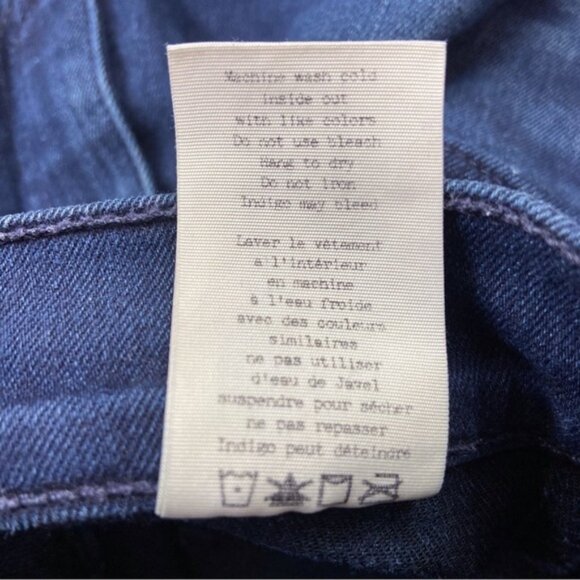 Machine wash cold
inside out
with like colors
Do not use bleach
Hang to dry
Do not iron
Indigo may bleed
Laver le vêtement
a l'intérieur
en machine
à l'eau froide
avec des couleurs
similaires
ne pas utiliser
d'eau de Javel
suspendre pour sécher
ne pas repasser
Indigo peut déteindre